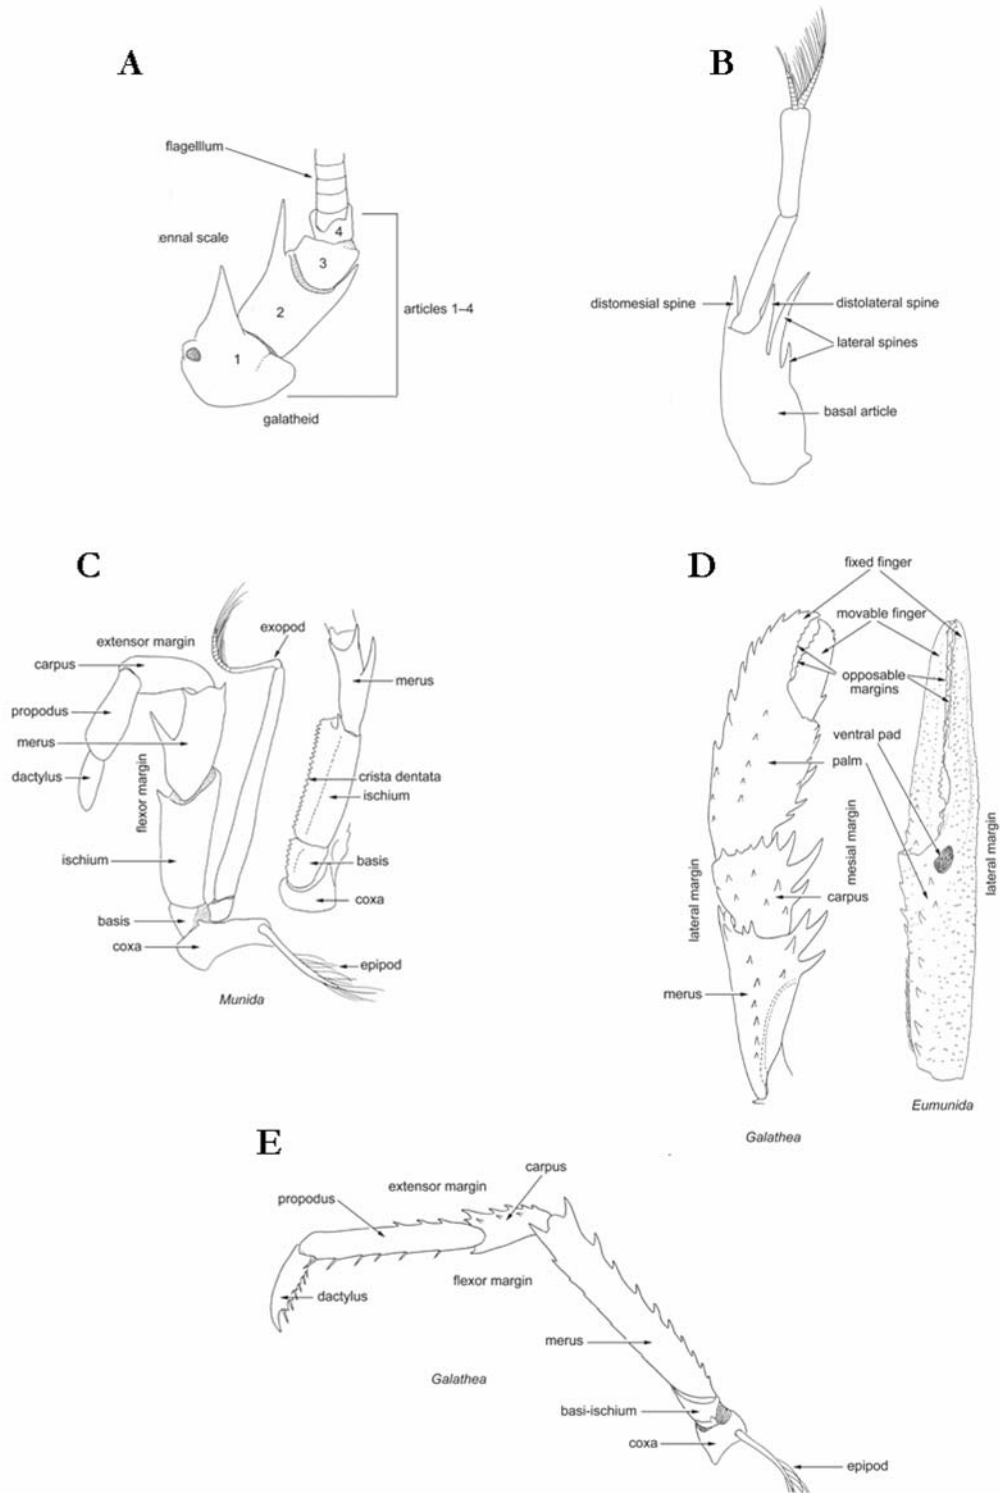 A
flagelllum
ennal scale
4
3
2
1
articles 1–4
galatheid
B
distomesial spine
distolateral spine
lateral spines
basal article
C
extensor margin
exopod
carpus
merus
propodus
merus
flexor margin
dactylus
crista dentata
ischium
ischium
basis
basis
coxa
coxa
epipod
Munida
D
fixed finger
movable finger
opposable
margins
ventral pad
palm
mesial margin
lateral margin
lateral margin
carpus
merus
Galathea
Eumunida
E
carpus
extensor margin
propodus
flexor margin
dactylus
merus
Galathea
basi-ischium
coxa
epipod